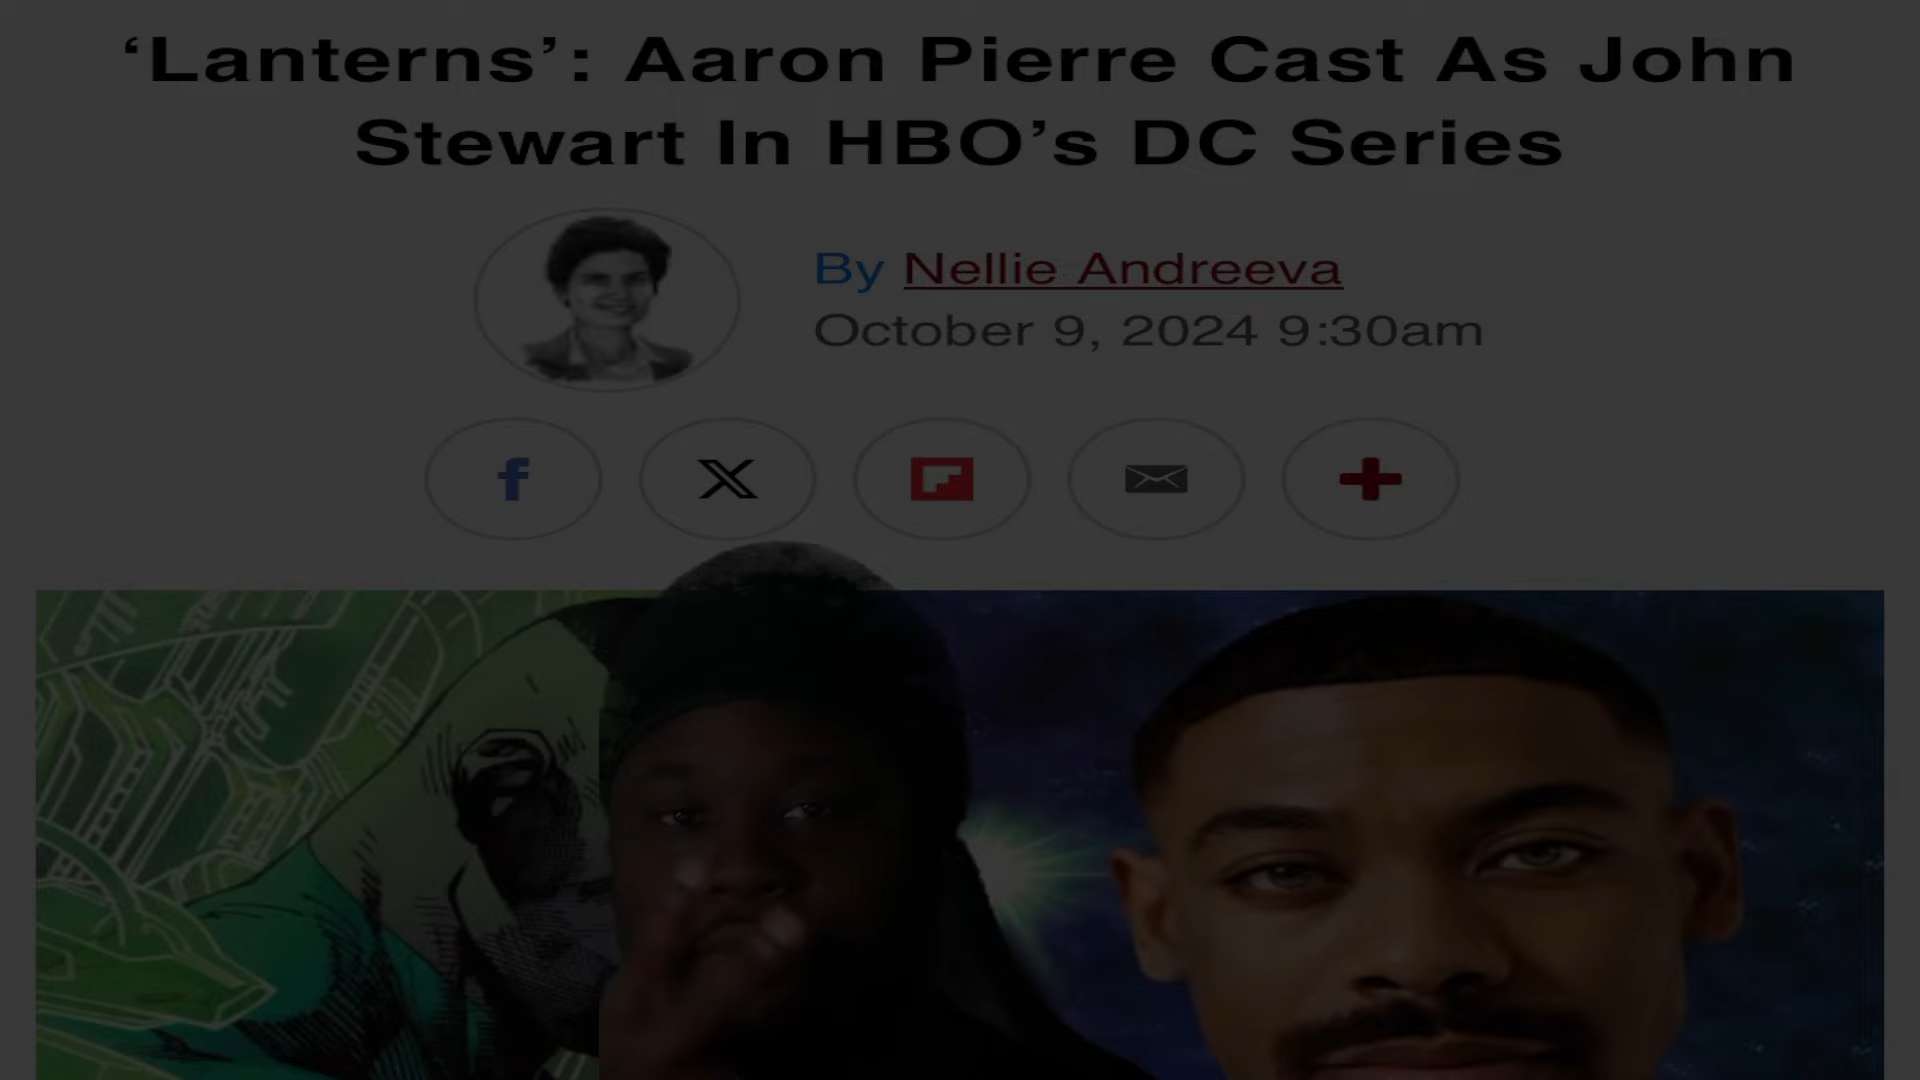 ‘Lanterns’: Aaron Pierre Cast As John
Stewart In HBO’s DC Series
By Nellie Andreeva
October 9, 2024 9:30am